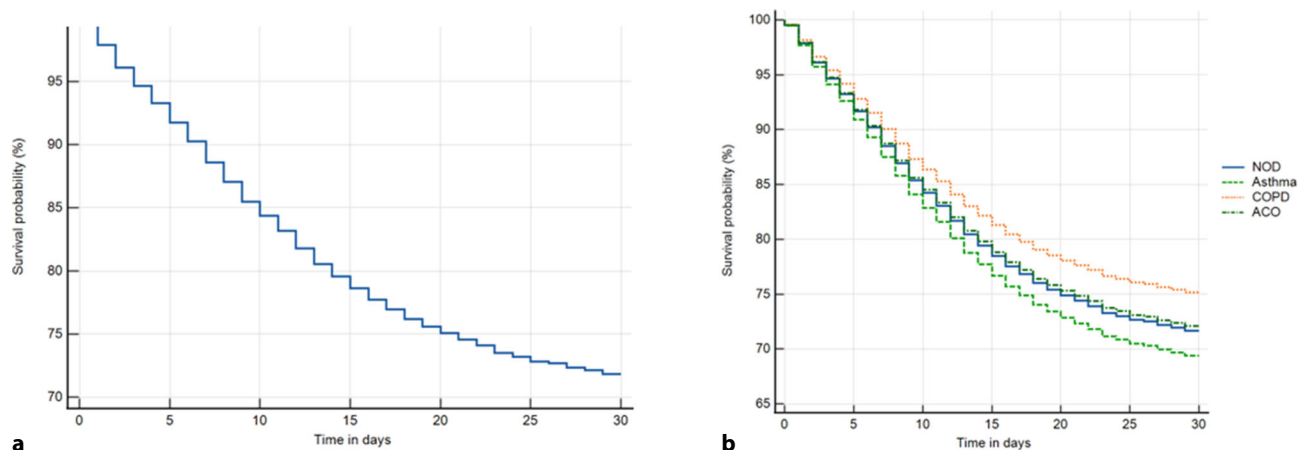 Survival probability (%)
95
90
85
80
75
70
0 5 10 15 20 25 30
Time in days
a
Survival probability (%)
100
95
90
85
80
75
70
65
0 5 10 15 20 25 30
Time in days
b
NOD
Asthma
COPD
ACO